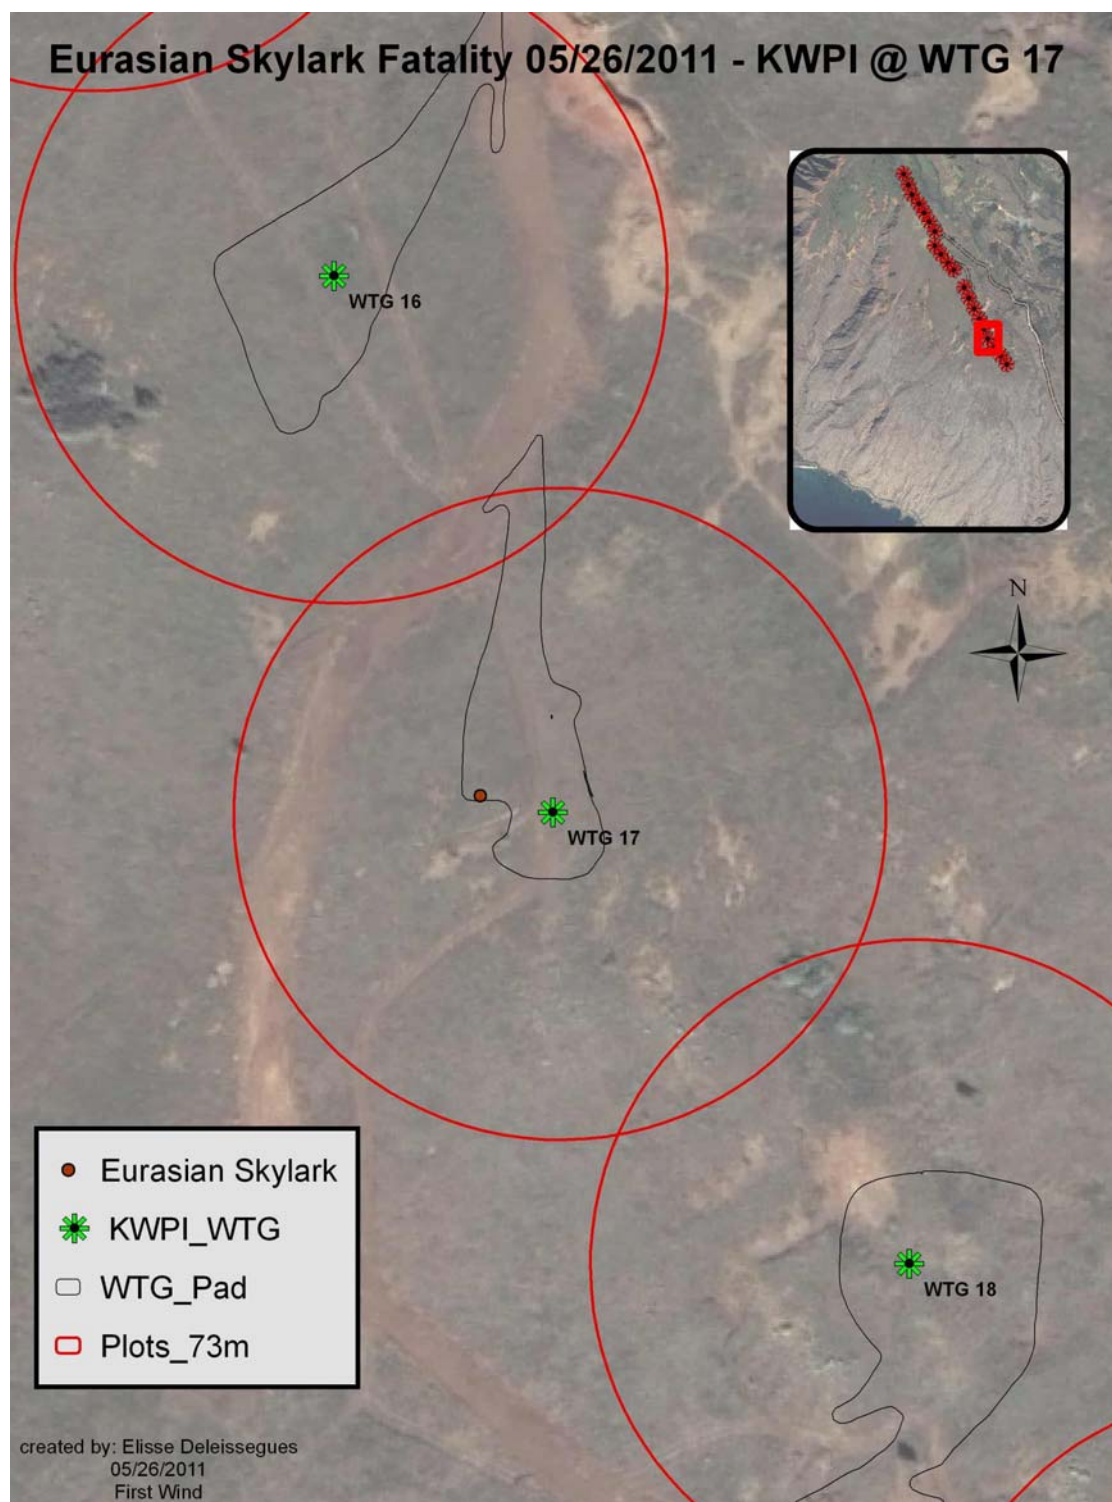 Eurasian Skylark Fatality 05/26/2011 - KWPI @ WTG 17
WTG 16
N
WTG 17
WTG 18
Eurasian Skylark
KWPI_WTG
WTG_Pad
Plots_73m
created by: Elisse Deleissegues
05/26/2011
First Wind